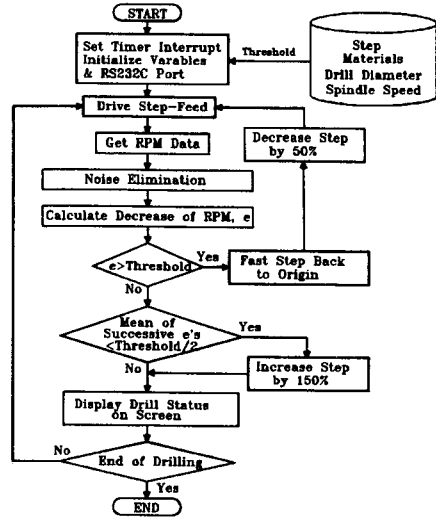 START
Set Timer Interrupt
Initialize Varables
& RS232C Port
Threshold
Step
Materials
Drill Diameter
Spindle Speed
Drive Step-Feed
Get RPM Data
Decrease Step
by 50%
Noise Elimination
Calculate Decrease of RPM, e
e>Threshold
Yes
Fast Step Back
to Origin
No
Mean of
Successive e's
<Threshold/2
Yes
No
Increase Step
by 150%
Display Drill Status
on Screen
No
End of Drilling
Yes
END